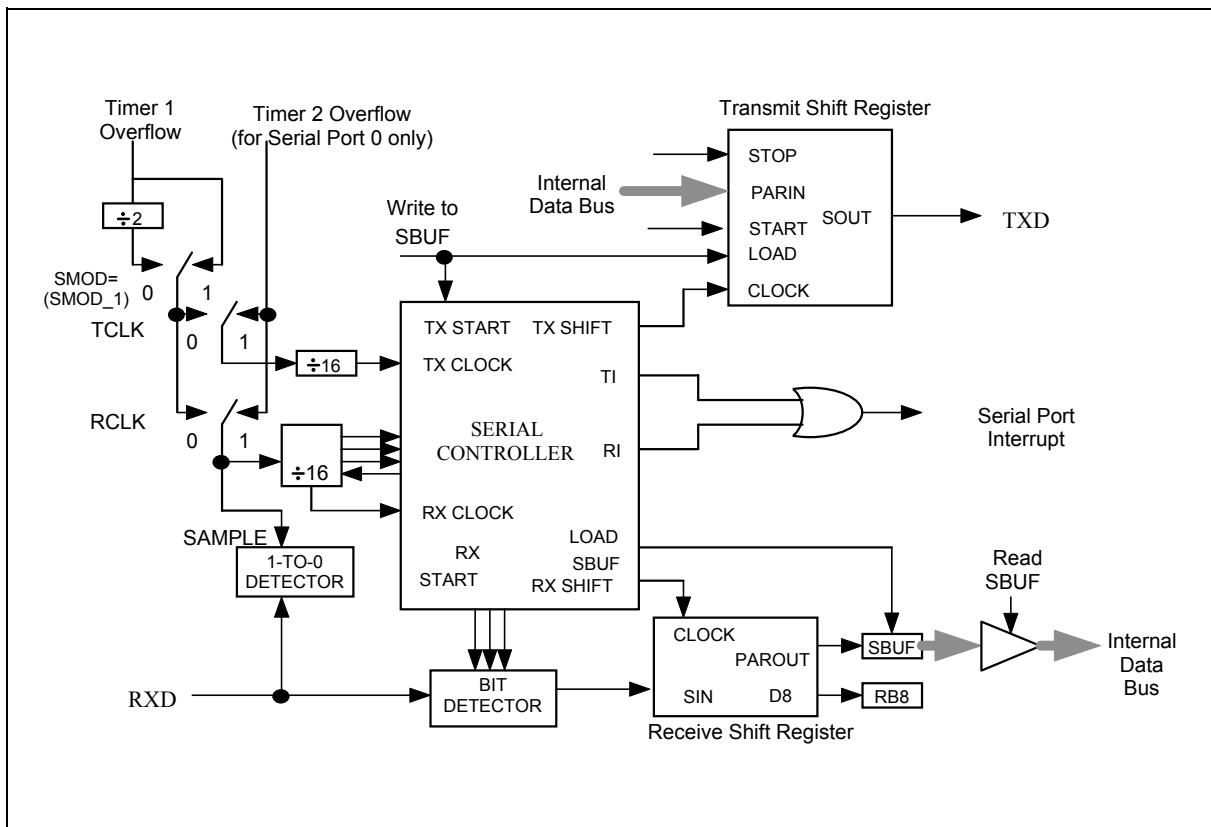 Timer 1
Overflow
Timer 2 Overflow
(for Serial Port 0 only)
÷2
SMOD=
(SMOD_1)
0
1
TCLK
0
1
÷16
RCLK
0
1
÷16
SAMPLE
1-TO-0
DETECTOR
RXD
Write to
SBUF
TX START
TX SHIFT
TX CLOCK
TI
SERIAL
CONTROLLER
RI
RX CLOCK
LOAD
SBUF
RX
START
RX SHIFT
BIT
DETECTOR
Transmit Shift Register
Internal
Data Bus
STOP
PARIN
SOUT
START
LOAD
CLOCK
TXD
Serial Port
Interrupt
CLOCK
PAROUT
SIN
D8
Receive Shift Register
SBUF
RB8
Read
SBUF
Internal
Data
Bus